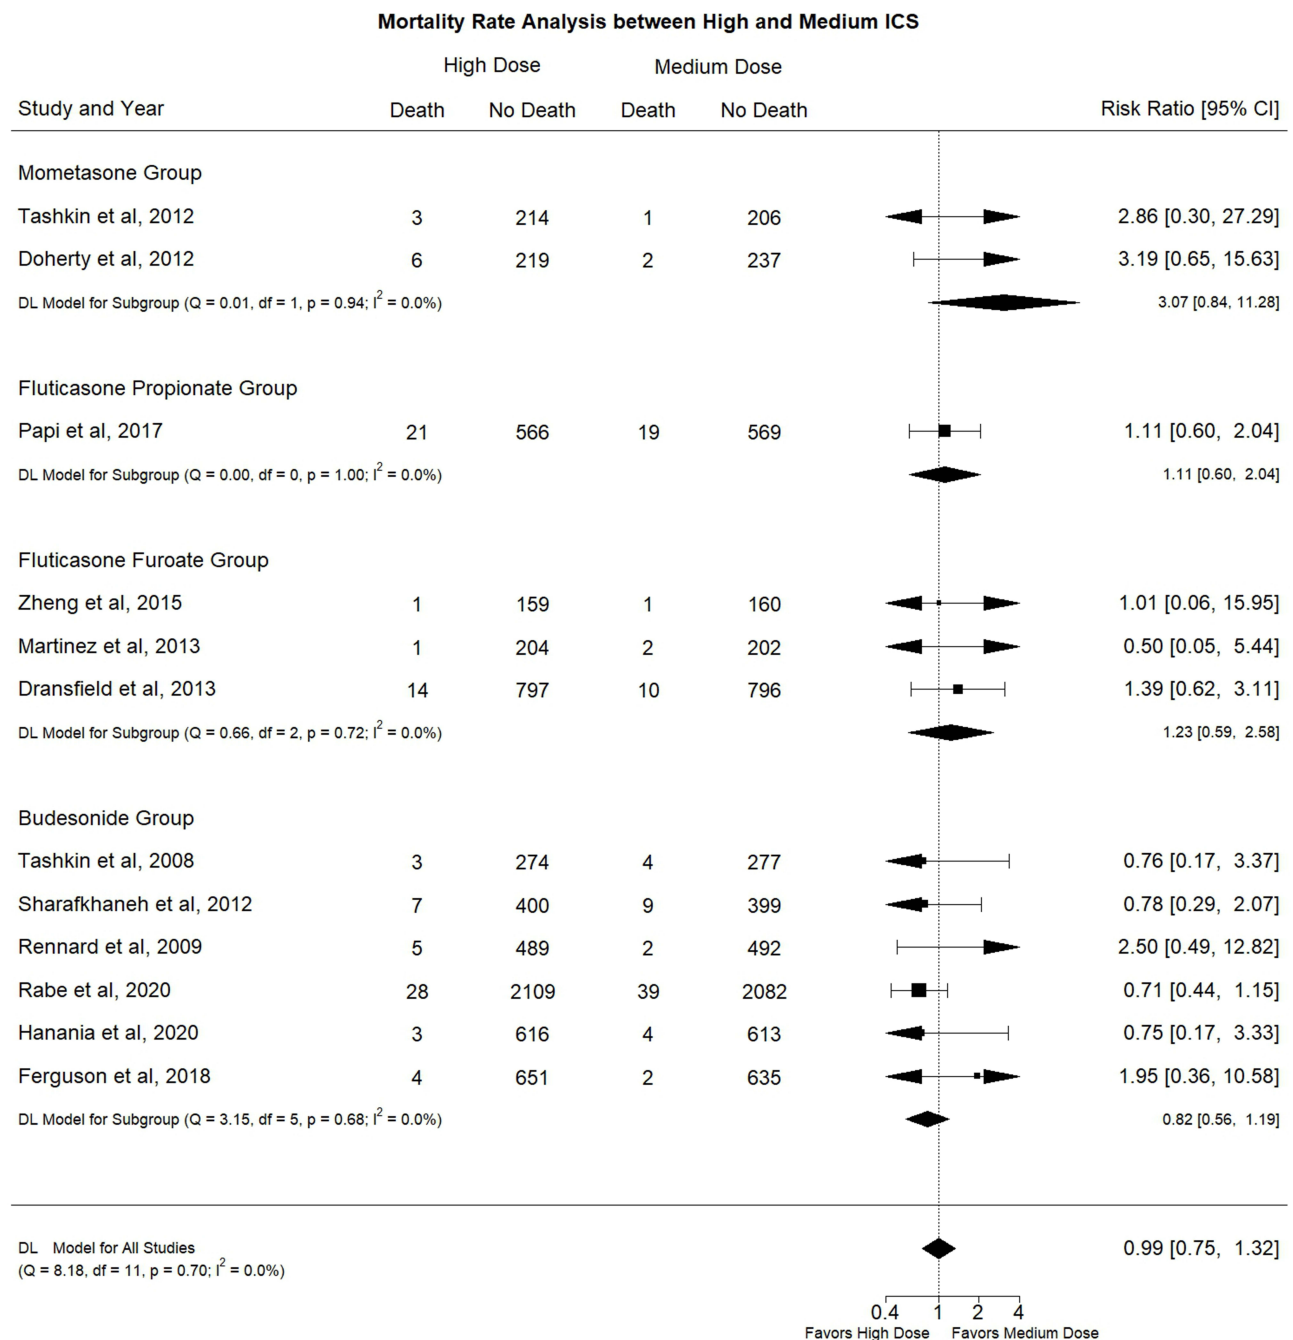 Mortality Rate Analysis between High and Medium ICS
High Dose Medium Dose
Study and Year Death No Death Death No Death Risk Ratio [95% CI]
Mometasone Group
Tashkin et al, 2012 3 214 1 206 2.86 [0.30, 27.29]
Doherty et al, 2012 6 219 2 237 3.19 [0.65, 15.63]
DL Model for Subgroup (Q = 0.01, df = 1, p = 0.94; I² = 0.0%) 3.07 [0.84, 11.28]
Fluticasone Propionate Group
Papi et al, 2017 21 566 19 569 1.11 [0.60, 2.04]
DL Model for Subgroup (Q = 0.00, df = 0, p = 1.00; I² = 0.0%) 1.11 [0.60, 2.04]
Fluticasone Furoate Group
Zheng et al, 2015 1 159 1 160 1.01 [0.06, 15.95]
Martinez et al, 2013 1 204 2 202 0.50 [0.05, 5.44]
Dransfield et al, 2013 14 797 10 796 1.39 [0.62, 3.11]
DL Model for Subgroup (Q = 0.66, df = 2, p = 0.72; I² = 0.0%) 1.23 [0.59, 2.58]
Budesonide Group
Tashkin et al, 2008 3 274 4 277 0.76 [0.17, 3.37]
Sharafkhaneh et al, 2012 7 400 9 399 0.78 [0.29, 2.07]
Rennard et al, 2009 5 489 2 492 2.50 [0.49, 12.82]
Rabe et al, 2020 28 2109 39 2082 0.71 [0.44, 1.15]
Hanania et al, 2020 3 616 4 613 0.75 [0.17, 3.33]
Ferguson et al, 2018 4 651 2 635 1.95 [0.36, 10.58]
DL Model for Subgroup (Q = 3.15, df = 5, p = 0.68; I² = 0.0%) 0.82 [0.56, 1.19]
DL Model for All Studies 0.99 [0.75, 1.32]
(Q = 8.18, df = 11, p = 0.70; I² = 0.0%)
0.4 1 2 4
Favors High Dose Favors Medium Dose